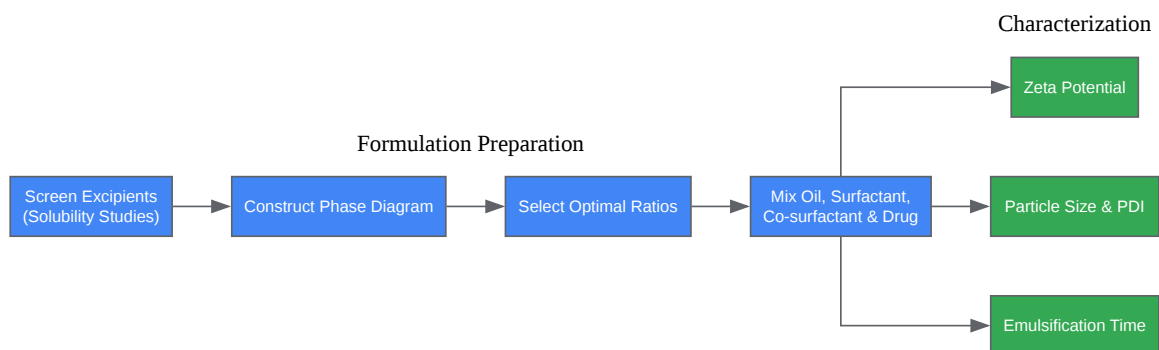 Characterization
Zeta Potential
Formulation Preparation
Screen Excipients
(Solubility Studies)
Construct Phase Diagram
Select Optimal Ratios
Mix Oil, Surfactant,
Co-surfactant & Drug
Particle Size & PDI
Emulsification Time